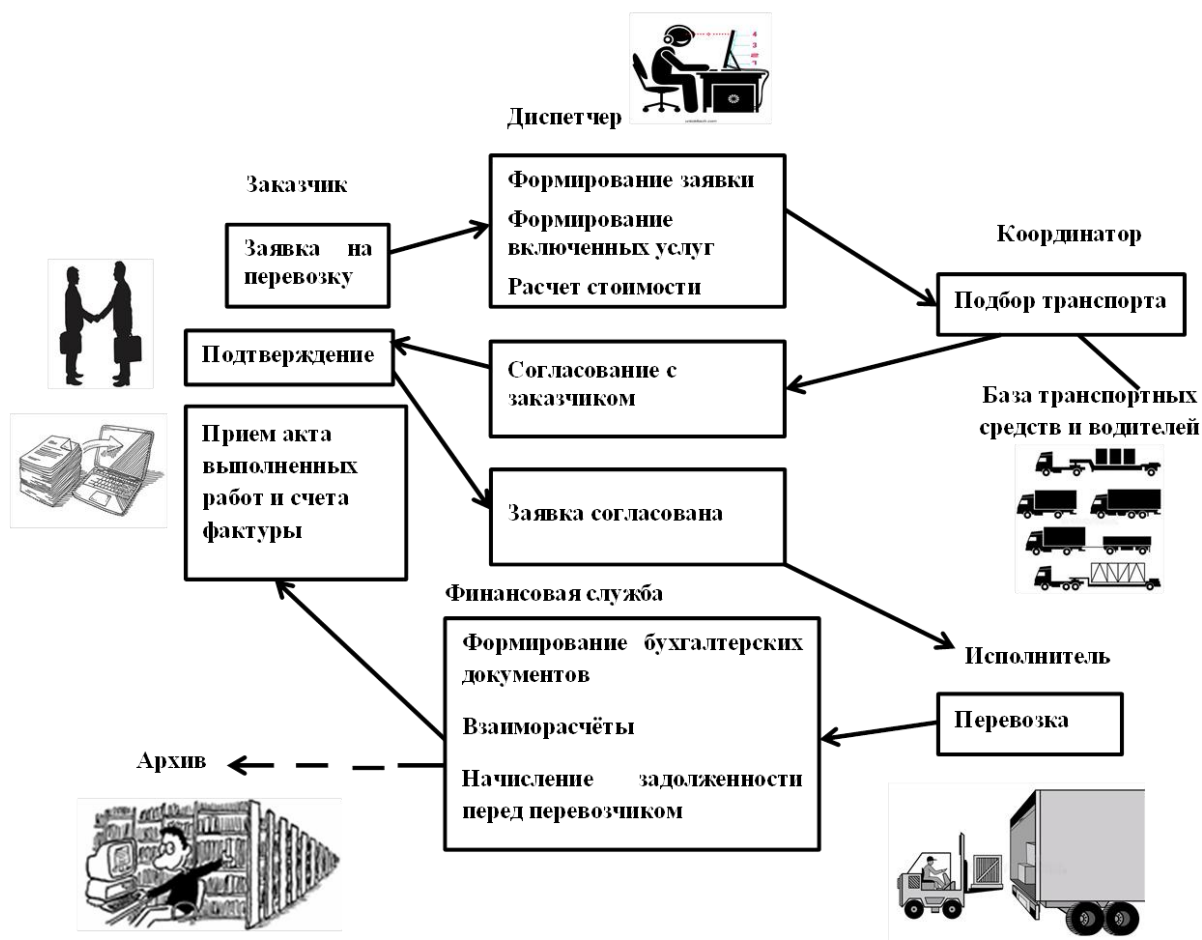 4
3
Диспетчер
Заказчик
Формирование заявки
Формирование
включенных услуг
Расчет стоимости
Заявка на
перевозку
Координатор
Подбор транспорта
Подтверждение
Согласование с
заказчиком
База транспортных
средств и водителей
Прием акта
выполненных
работ и счета
фактуры
Заявка согласована
Финансовая служба
Формирование бухгалтерских
документов
Взаиморасчёты
Начисление задолженности
перед перевозчиком
Исполнитель
Перевозка
Архив